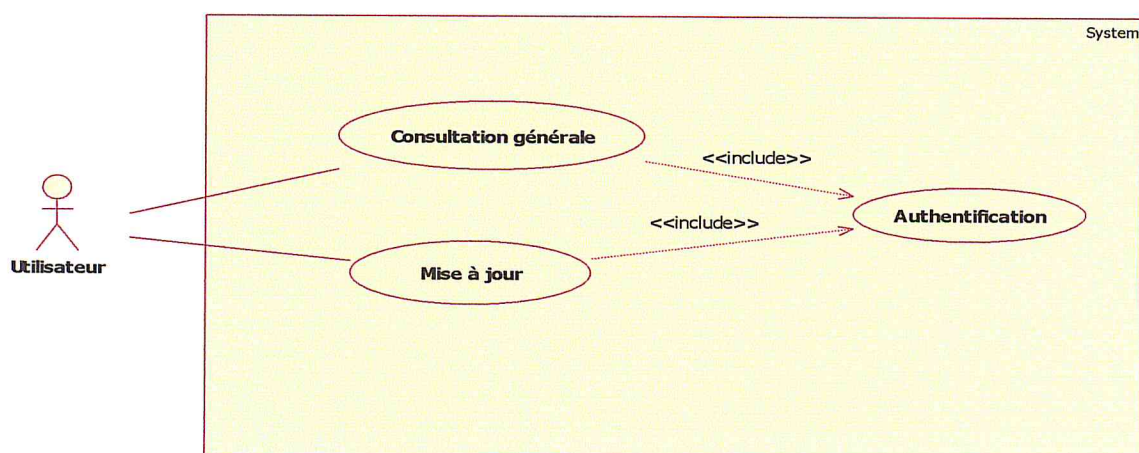 System
Consultation générale
<<include>>
Authentification
<<include>>
Utilisateur
Mise à jour